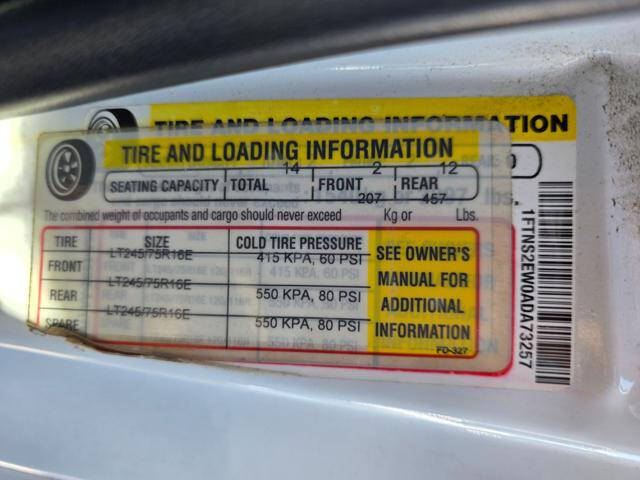 TIRE AND LOADING INFORMATION
TIRE AND LOADING INFORMATION
SEATING CAPACITY TOTAL 14 FRONT 2 REAR 12
The combined weight of occupants and cargo should never exceed 207 Kg or 457 Lbs.
TIRE SIZE COLD TIRE PRESSURE
FRONT LT245/75R16E 415 KPA, 60 PSI
REAR LT245/75R16E 550 KPA, 80 PSI
SPARE LT245/75R16E 550 KPA, 80 PSI
SEE OWNER'S
MANUAL FOR
ADDITIONAL
INFORMATION
FD-327
1FTNS2EW0ADA73257